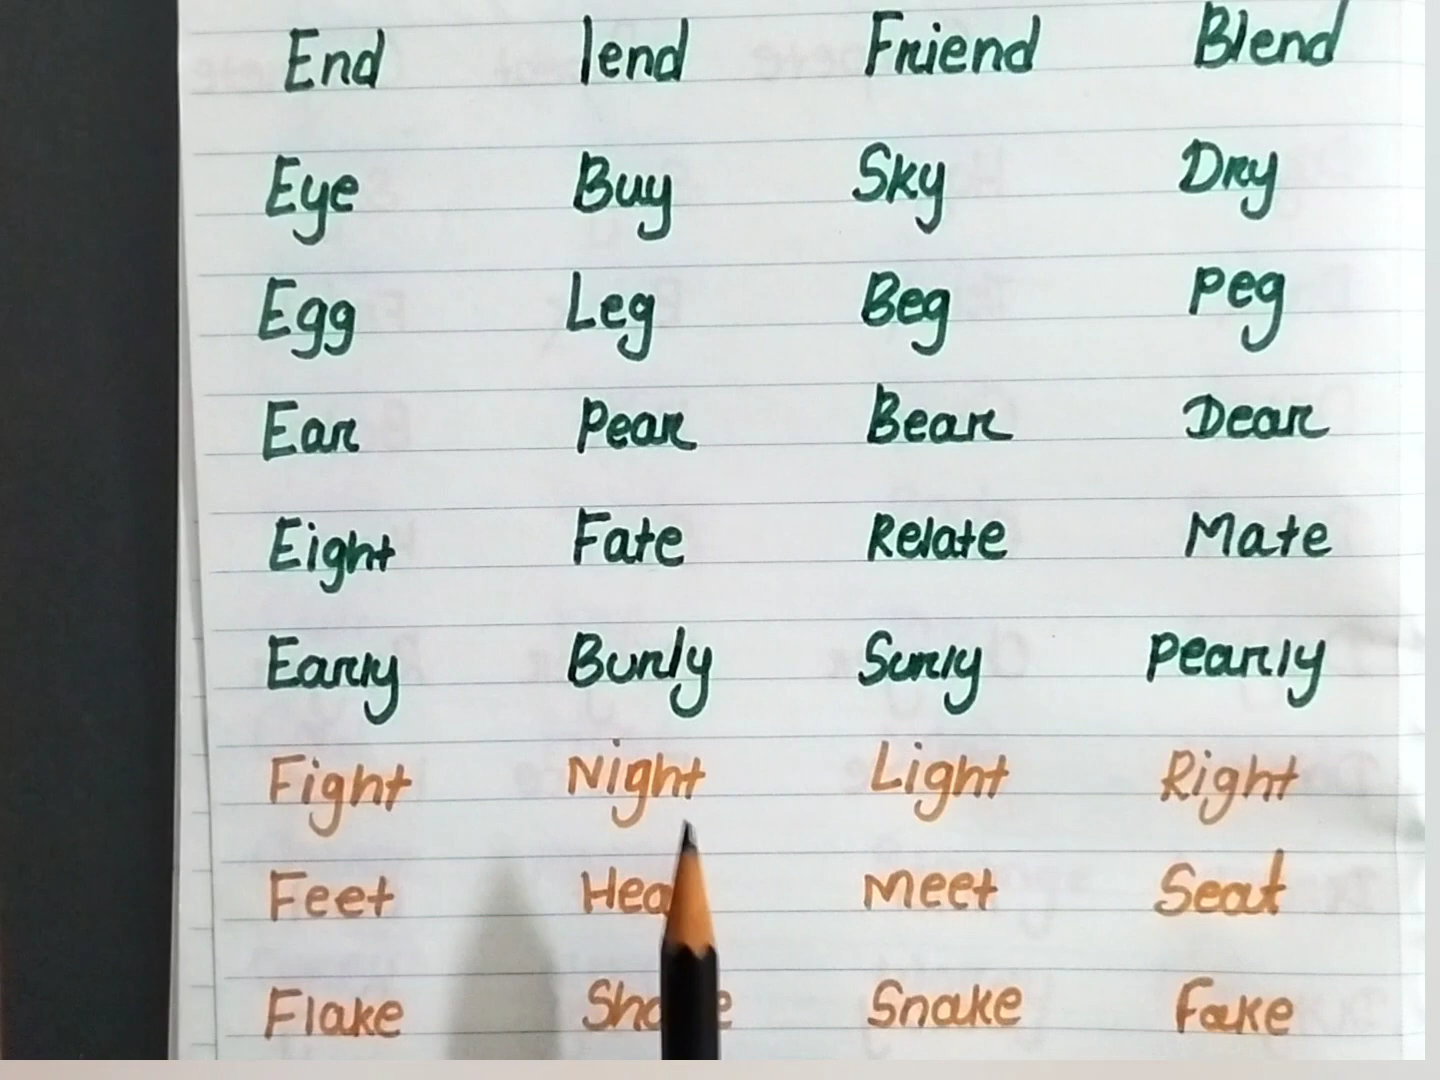 End lend Friend Blend
Eye Buy Sky Dry
Egg Leg Beg Peg
Ear Pear Bear Dear
Eight Fate Relate Mate
Early Burly Surly Pearly
Fight Night Light Right
Feet Meet Seat
Flake Snake Fake